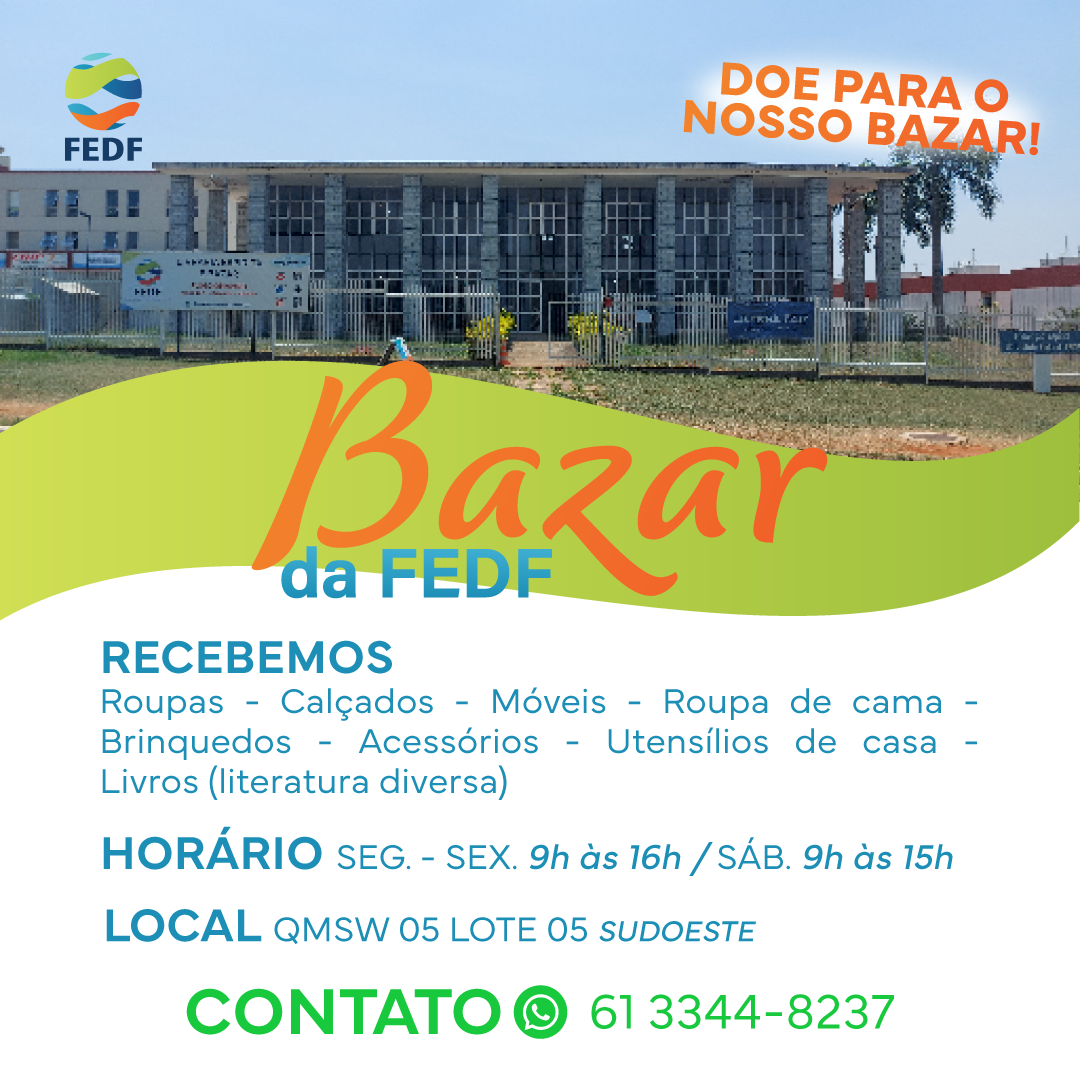 FEDF
DOE PARA O
NOSSO BAZAR!
FEDF
Bazar
da FEDF
RECEBEMOS
Roupas - Calçados - Móveis - Roupa de cama -
Brinquedos - Acessórios - Utensílios de casa -
Livros (literatura diversa)
HORÁRIO SEG. - SEX. 9h às 16h / SÁB. 9h às 15h
LOCAL QMSW 05 LOTE 05 SUDOESTE
CONTATO 61 3344-8237